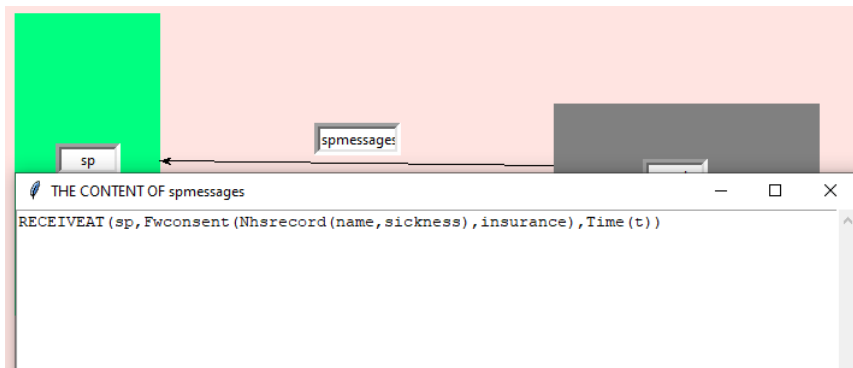 spmessages
sp
THE CONTENT OF spmessages
RECEIVEAT(sp,Fwconsent(Nhsrecord(name,sickness),insurance),Time(t))